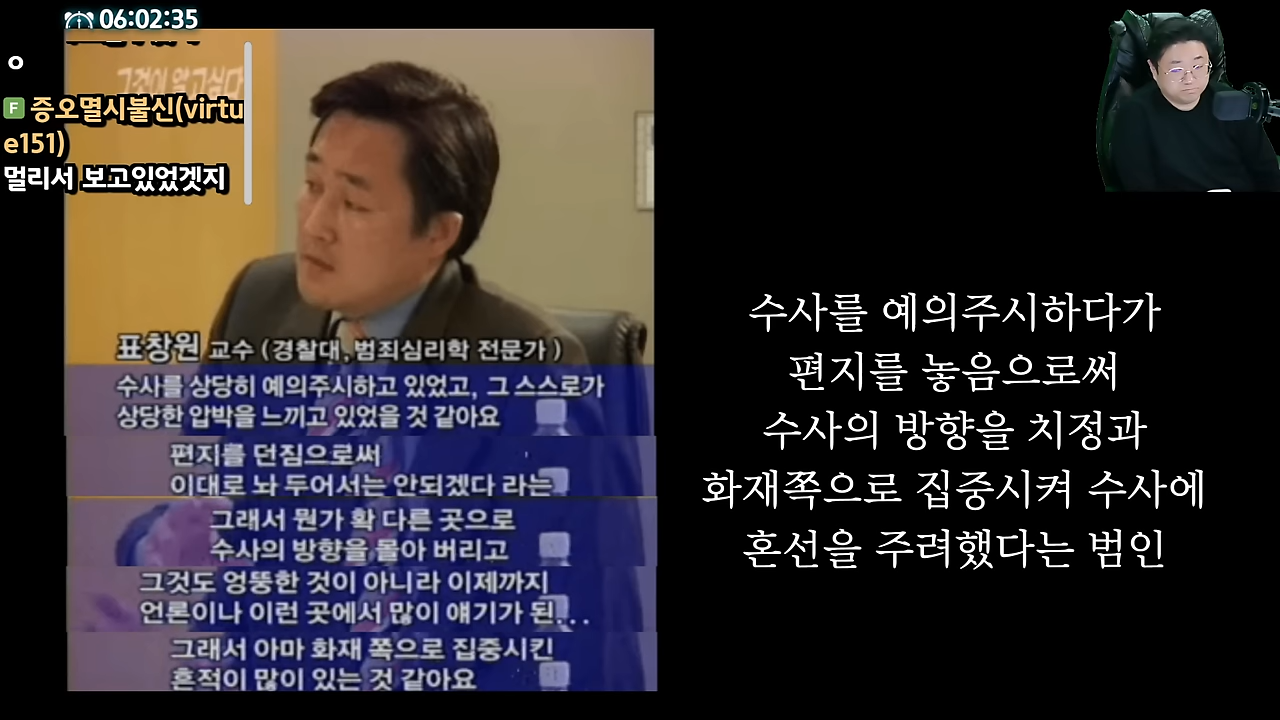 06:02:35
ㅇ
그것이 알고싶다
F 증오멸시불신(virtu
e151)
멀리서 보고있었겟지
표창원 교수 (경찰대, 범죄심리학 전문가)
수사를 상당히 예의주시하고 있었고, 그 스스로가
상당한 압박을 느끼고 있었을 것 같아요
편지를 던짐으로써
이대로 놔 두어서는 안되겠다 라는
그래서 뭔가 확 다른 곳으로
수사의 방향을 몰아 버리고
그것도 엉뚱한 것이 아니라 이제까지
언론이나 이런 곳에서 많이 얘기가 된...
그래서 아마 화재 쪽으로 집중시킨
흔적이 많이 있는 것 같아요
수사를 예의주시하다가
편지를 놓음으로써
수사의 방향을 치정과
화재쪽으로 집중시켜 수사에
혼선을 주려했다는 범인